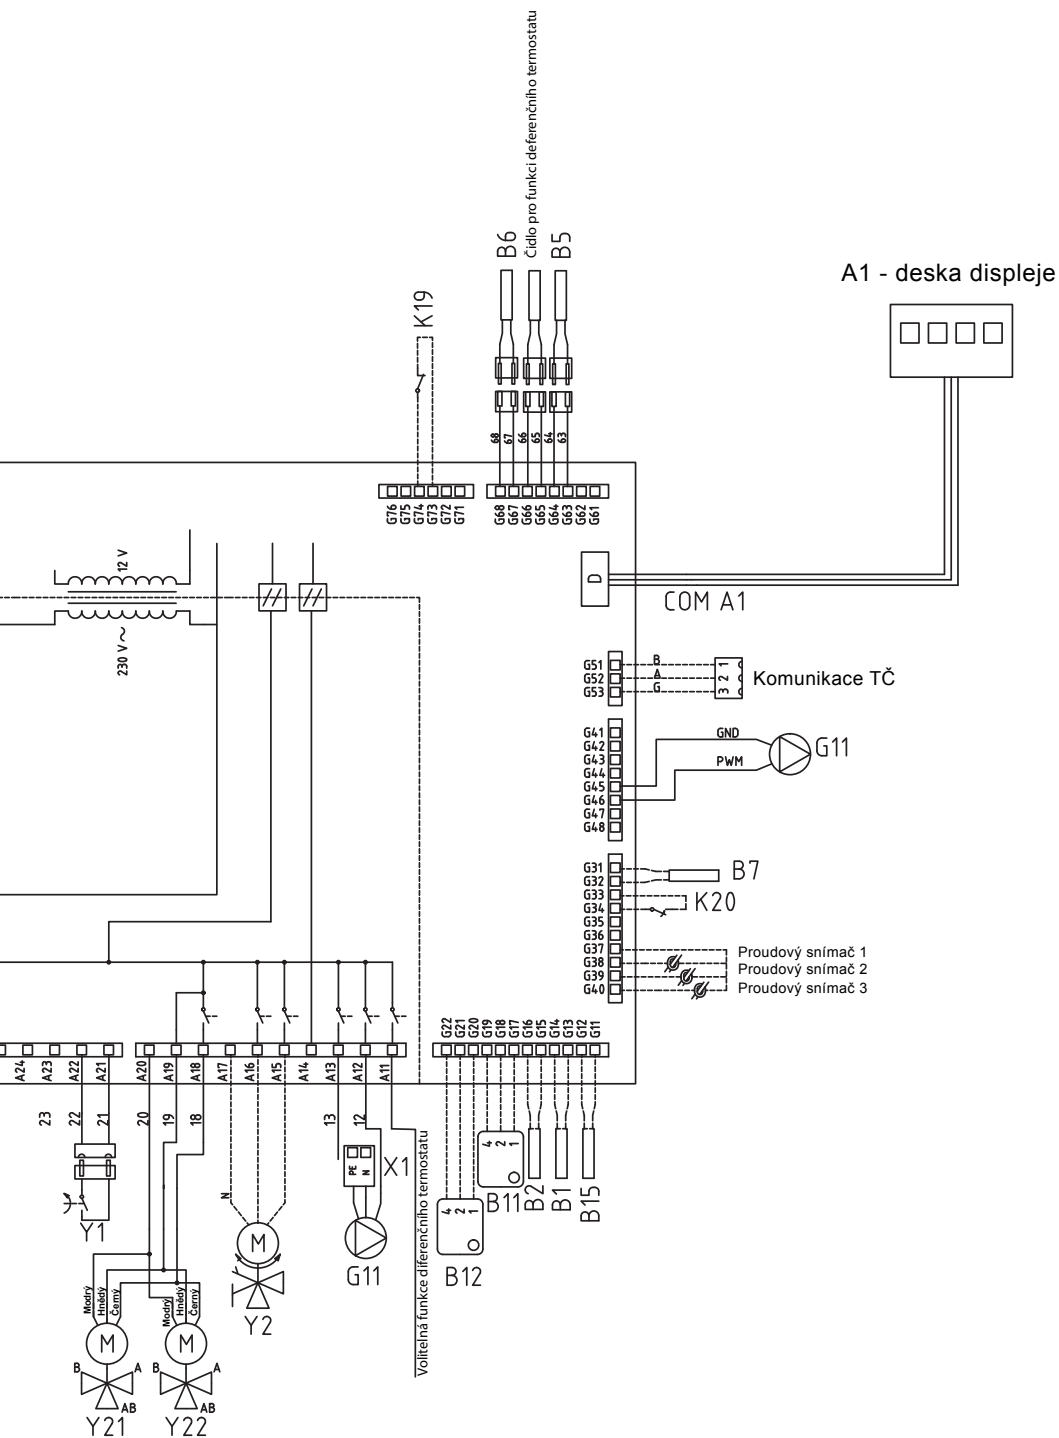 Čidlo pro funkci deferenčního termostatu
B6
B5
K19
A1 - deska displeje
68
67
66
65
64
63
G76
G75
G74
G73
G72
G71
G68
G67
G66
G65
G64
G63
G62
G61
12 V
230 V ~
D
COM A1
G51
G52
G53
B
A
G
1
2
3
Komunikace TČ
G41
G42
G43
G44
G45
G46
G47
G48
GND
PWM
G11
G31
G32
G33
G34
G35
G36
G37
G38
G39
G40
B7
K20
Proudový snímač 1
Proudový snímač 2
Proudový snímač 3
G22
G21
G20
G19
G18
G17
G16
G15
G14
G13
G12
G11
A24
A23
A22
A21
A20
A19
A18
A17
A16
A15
A14
A13
A12
A11
23
22
21
20
19
18
13
12
N
PE
N
X1
Y1
M
Y2
G11
Volitelná funkce diferenčního termostatu
4
2
1
B12
4
2
1
B11
B2
B1
B15
Modrý
Hnědý
Černý
Modrý
Hnědý
Černý
M
M
B
A
AB
B
A
AB
Y21
Y22